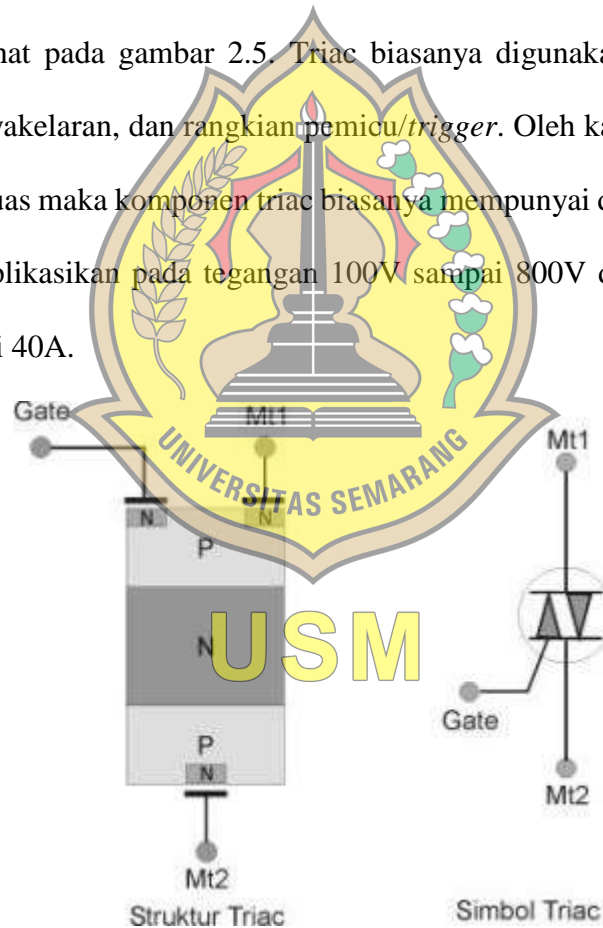 hat pada gambar 2.5. Triac biasanya digunaka
yakelaran, dan rangkian pemicu/trigger. Oleh ka
uas maka komponen triac biasanya mempunyai
plikasikan pada tegangan 100V sampai 800V
i 40A.
Gate
Mt1
Mt1
UNIVERSITAS SEMARANG
N
N
P
N
USM
Gate
P
N
Mt2
Mt2
Struktur Triac
Simbol Triac